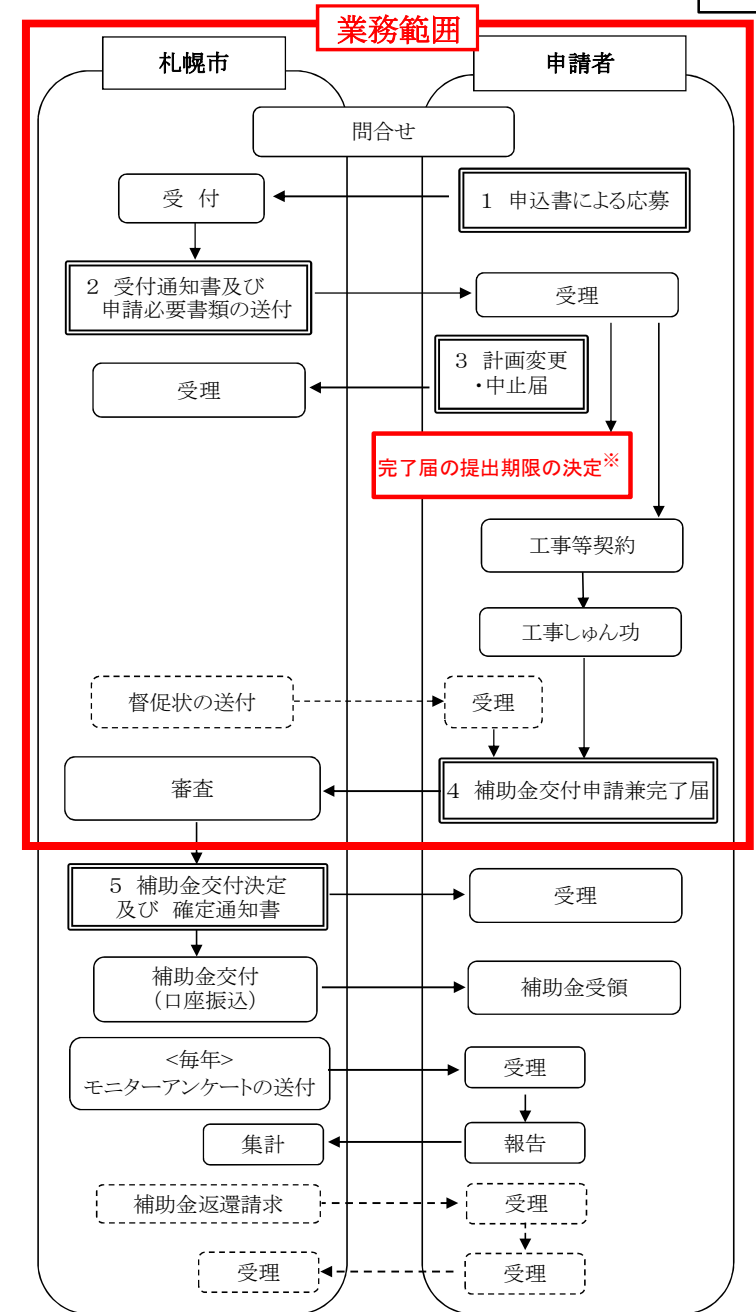 業務範囲
札幌市
申請者
問合せ
受 付
1 申込書による応募
2 受付通知書及び
申請必要書類の送付
受理
3 計画変更
・中止届
受理
完了届の提出期限の決定※
工事等契約
工事しゅん功
督促状の送付
受理
審査
4 補助金交付申請兼完了届
5 補助金交付決定
及び 確定通知書
受理
補助金交付
(口座振込)
補助金受領
<毎年>
モニターアンケートの送付
受理
集計
報告
補助金返還請求
受理
受理
受理